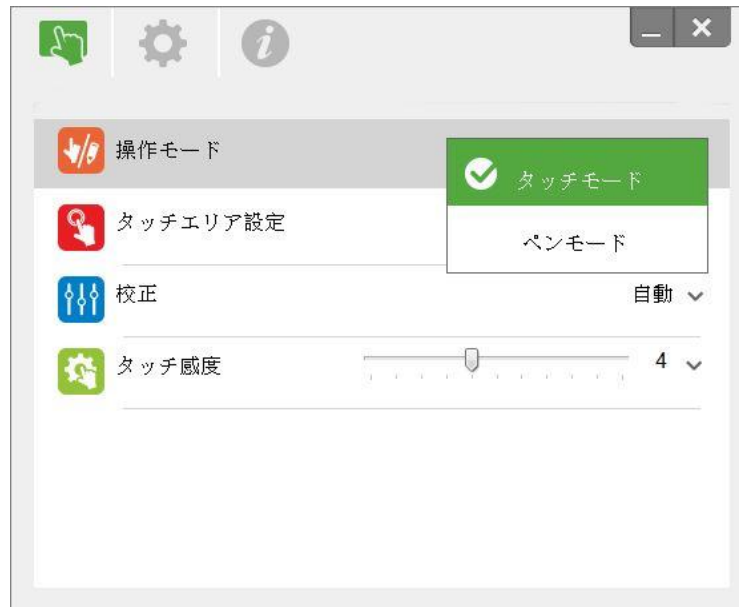 操作モード
タッチモード
タッチエリア設定
ペンモード
校正
自動
タッチ感度
4